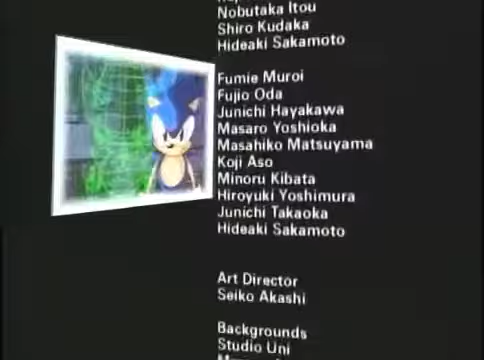 Nobutaka Itou
Shiro Kudaka
Hideaki Sakamoto
Fumie Muroi
Fujio Oda
Junichi Hayakawa
Masaro Yoshioka
Masahiko Matsuyama
Koji Aso
Minoru Kibata
Hiroyuki Yoshimura
Junichi Takaoka
Hideaki Sakamoto
Art Director
Seiko Akashi
Backgrounds
Studio Uni